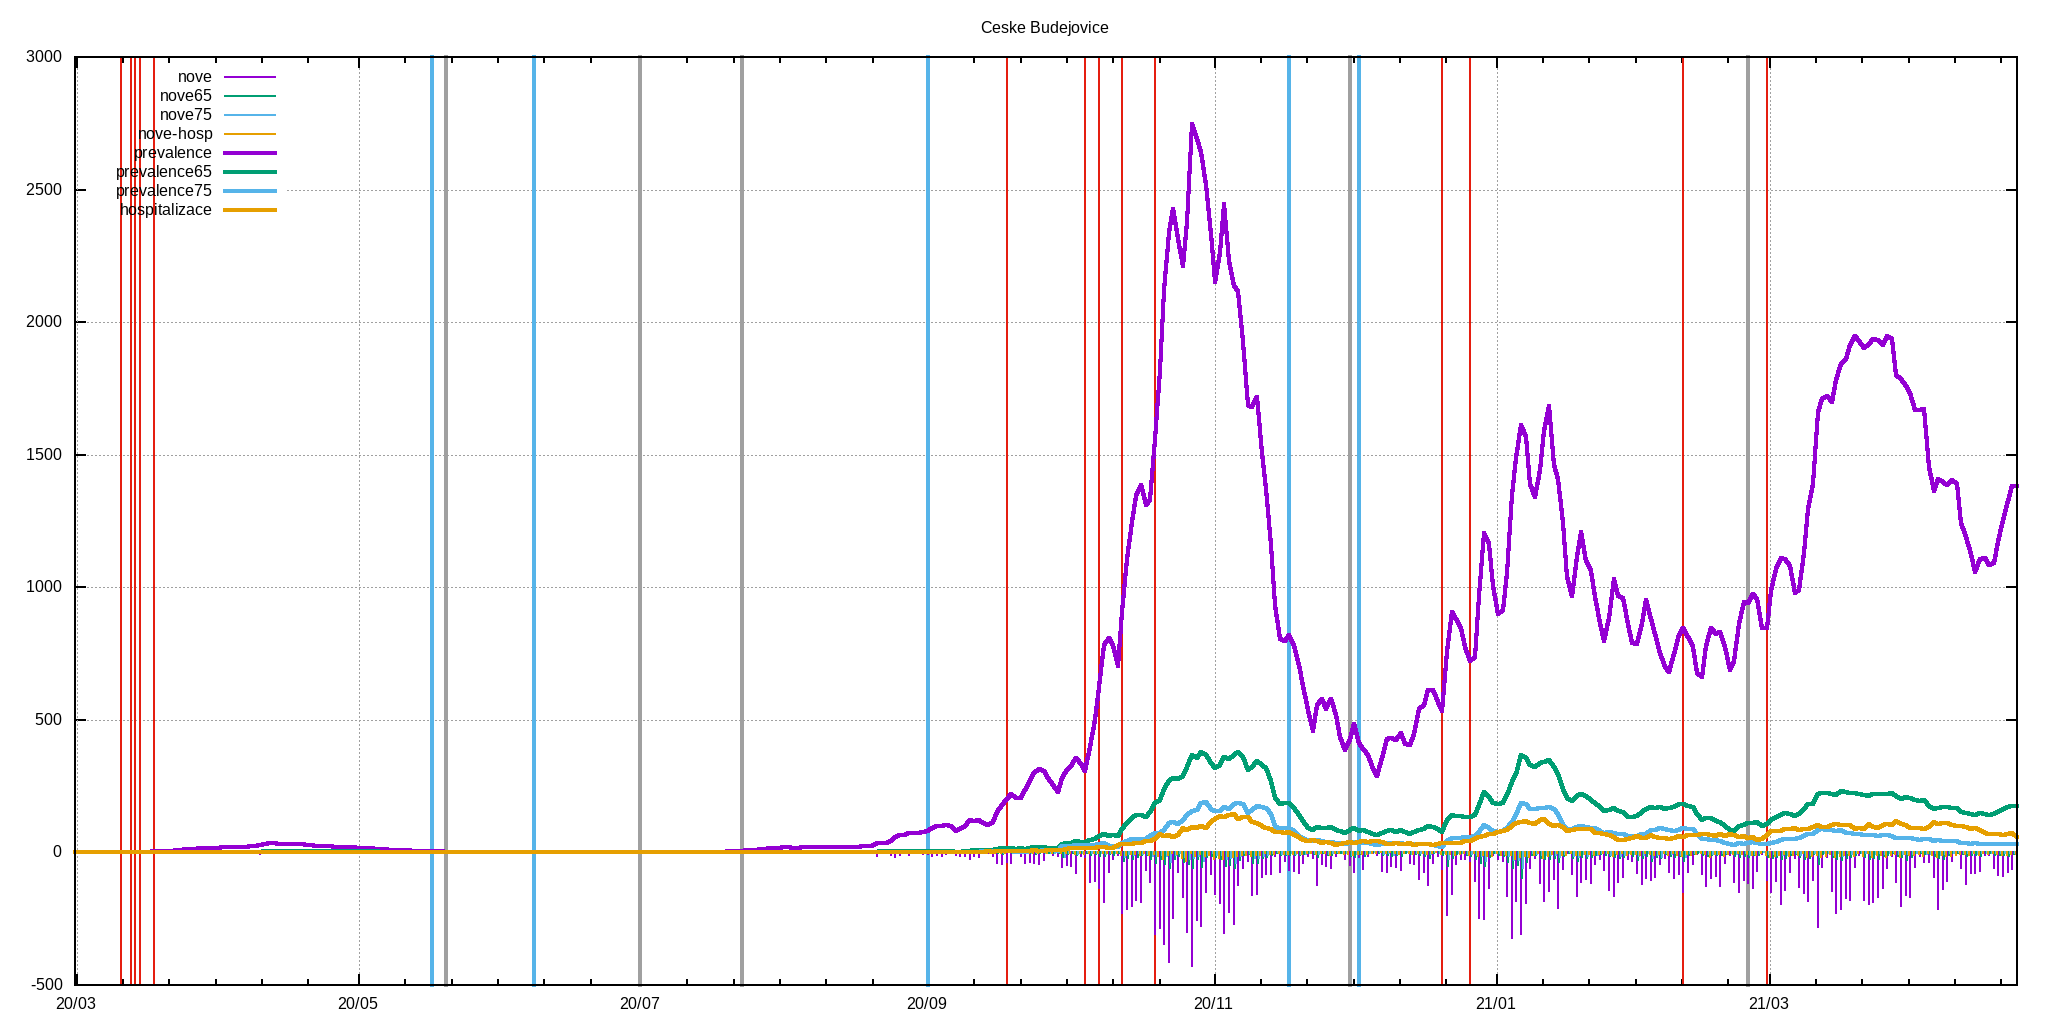 Ceske Budejovice
3000
2500
2000
1500
1000
500
0
-500
nove
nove65
nove75
nove-hosp
prevalence
prevalence65
prevalence75
hospitalizace
20/03 20/05 20/07 20/09 20/11 21/01 21/03